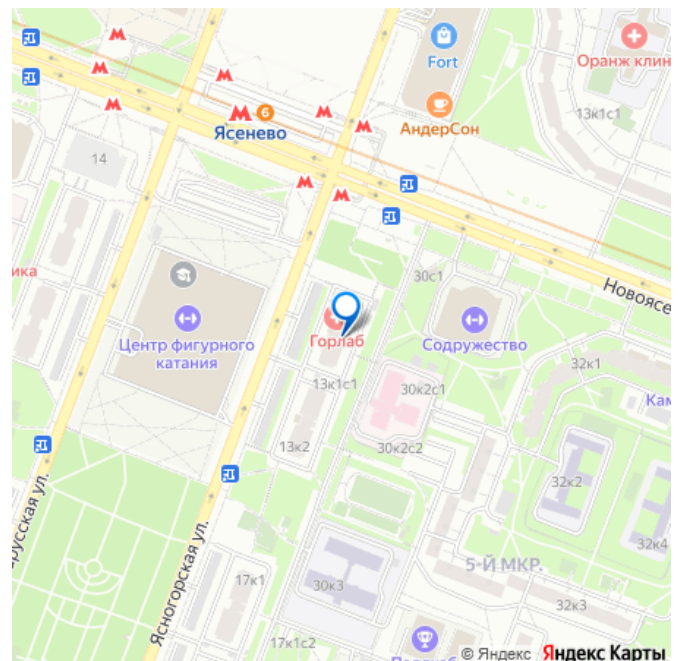 Fort
Оранж клин
6
Ясенево
АндерСон
13к1с1
14
ика
30с1
Новоясе
Горлаб
Содружество
Центр фигурного
катания
32к1
13к1с1
30к2с1
Кам
13к2
30к2с2
32к2
русская ул.
Ясногорская ул.
32к4
5-Й МКР.
17к1
30к3
32к3
17к1с2
© Яндекс Яндекс Карты